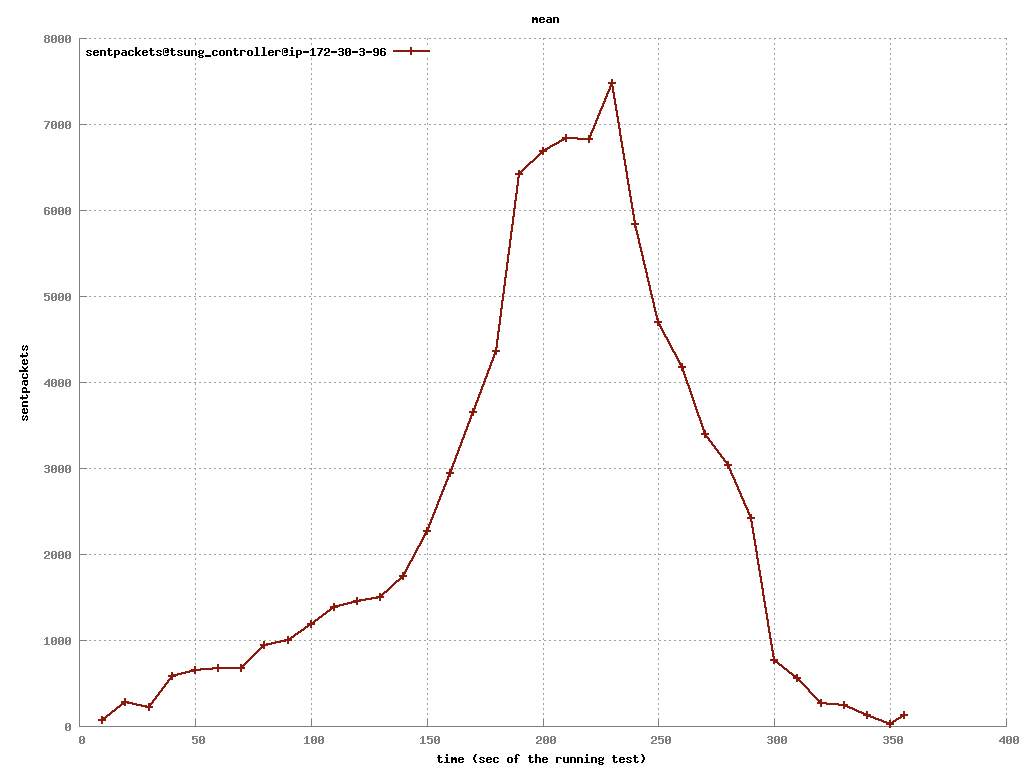 mean
8000
sentpackets@tsung_controller@ip-172-30-3-96
7000
6000
5000
4000
3000
2000
1000
0
sentpackets
0 50 100 150 200 250 300 350 400
time (sec of the running test)